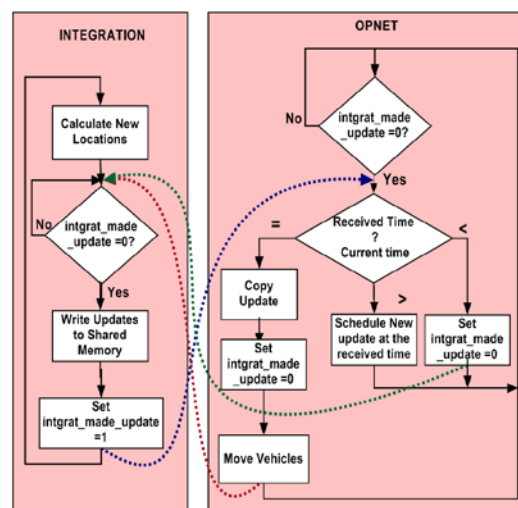 INTEGRATION
Calculate New
Locations
No
intgrat_made
_update =0?
Yes
Write Updates
to Shared
Memory
Set
intgrat_made_update
=1
OPNET
No
intgrat_made
_update =0?
Yes
Received Time
?
Current time
=
<
>
Copy
Update
Set
intgrat_made
_update =0
Move Vehicles
Schedule New
update at the
received time
Set
intgrat_made
_update =0